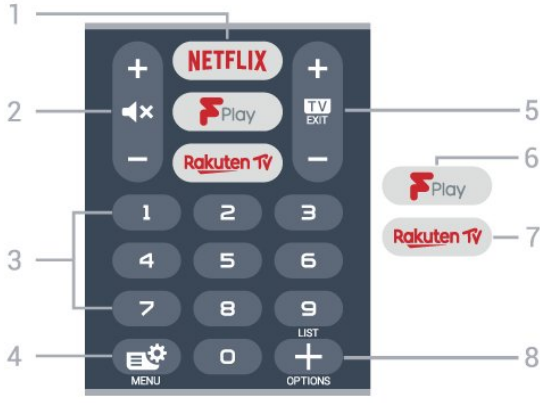 1
NETFLIX
+ +
2
F Play
TV
EXIT
5
- -
Rakuten TV
6
F Play
Rakuten TV
7
1 2 3
3
4 5 6
7 8 9
LIST
4
0
+
8
MENU
OPTIONS